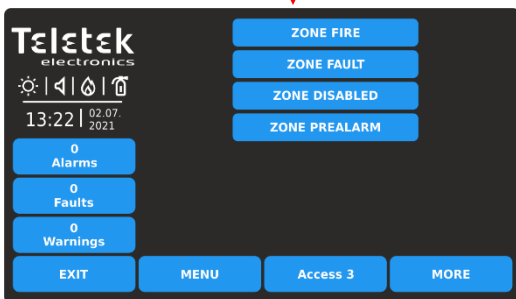 Teletek
electronics
13:22 02.07.
2021
0
Alarms
0
Faults
0
Warnings
ZONE FIRE
ZONE FAULT
ZONE DISABLED
ZONE PREALARM
EXIT
MENU
Access 3
MORE